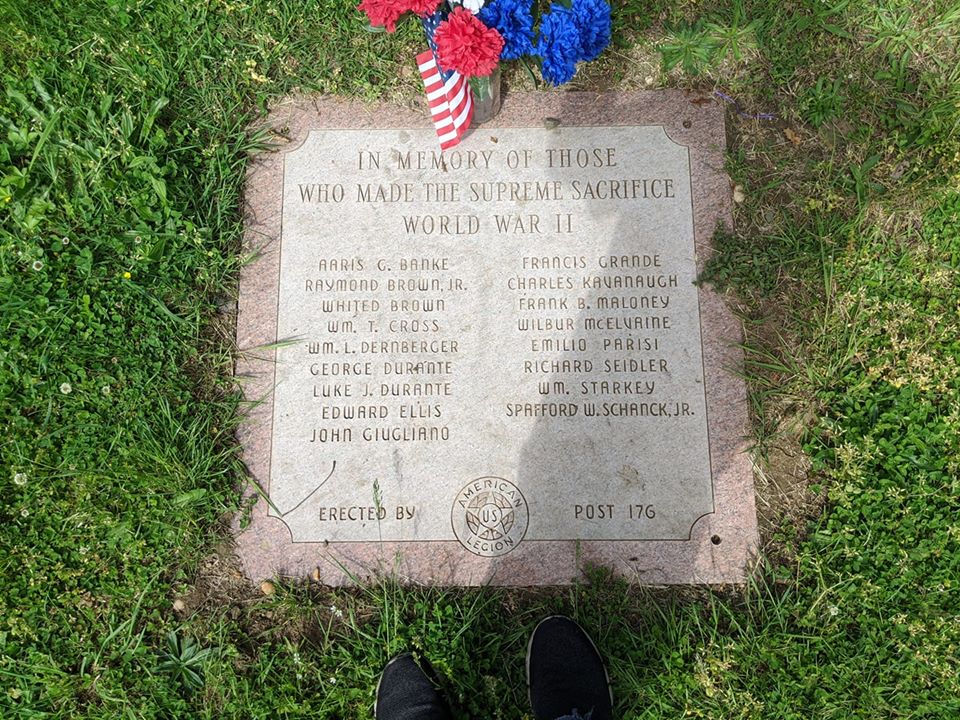 IN MEMORY OF THOSE
WHO MADE THE SUPREME SACRIFICE
WORLD WAR II
AARIS G. BANKE
RAYMOND BROWN, JR.
WHITED BROWN
WM. T. CROSS
WM. L. DERNBERGER
GEORGE DURANTE
LUKE J. DURANTE
EDWARD ELLIS
JOHN GIUGLIANO
FRANCIS GRANDE
CHARLES KAVANAUGH
FRANK B. MALONEY
WILBUR McELVAINE
EMILIO PARISI
RICHARD SEIDLER
WM. STARKEY
SPAFFORD W. SCHANCK, JR.
ERECTED BY
AMERICAN
US
LEGION
POST 176